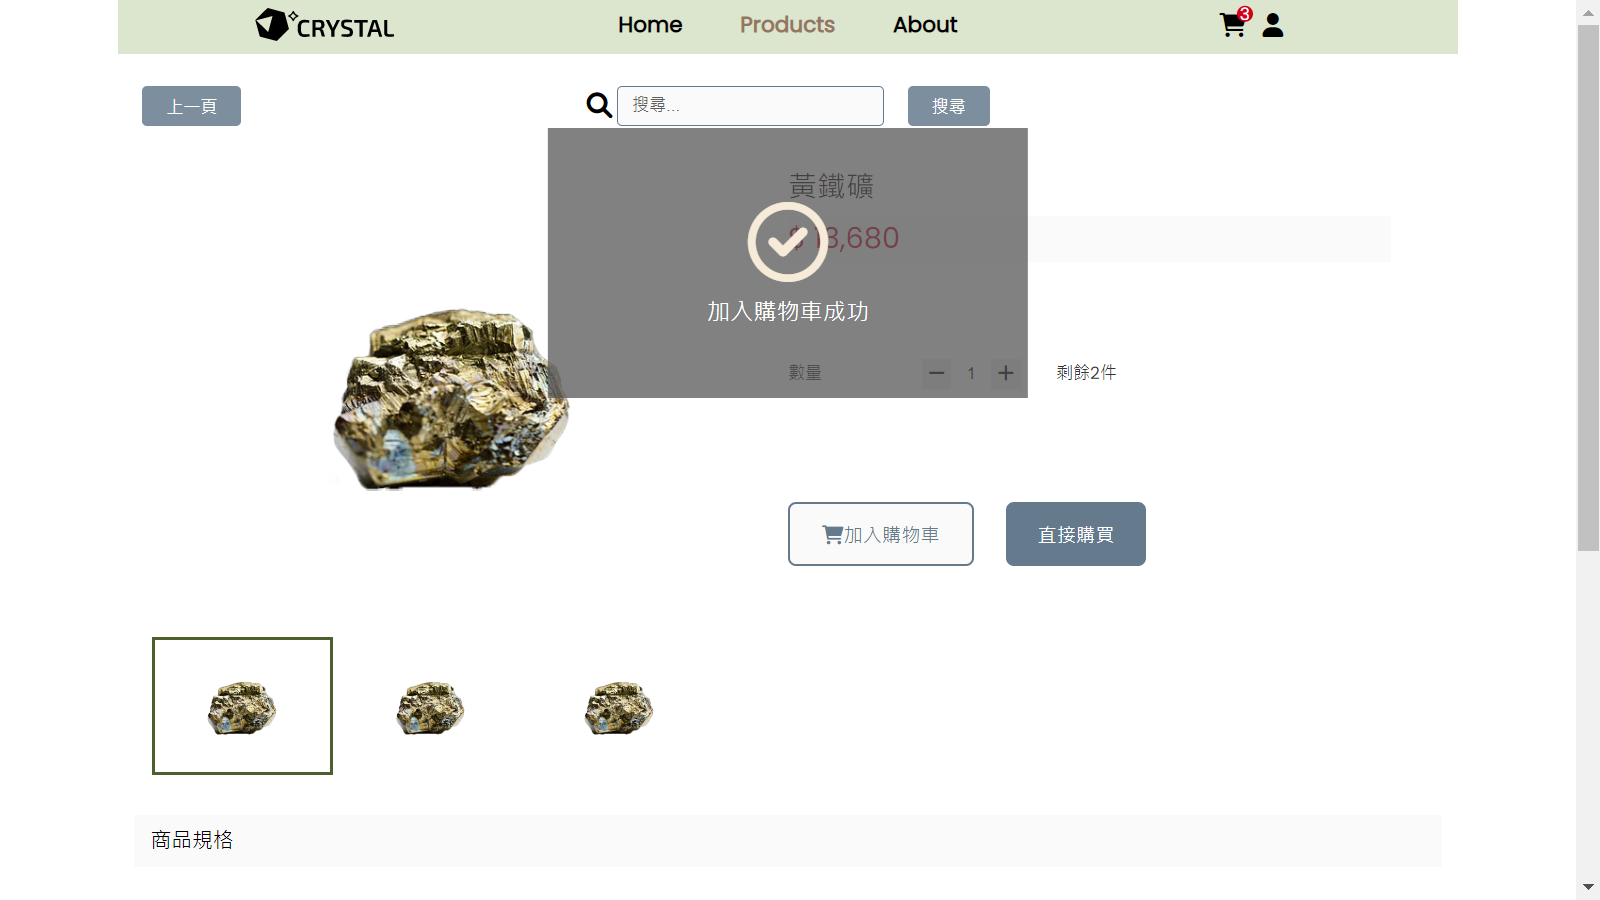 CRYSTAL
Home
Products
About
3
上一頁
搜尋...
搜尋
黃鐵礦
$ 13,680
加入購物車成功
數量
1
剩餘2件
加入購物車
直接購買
商品規格